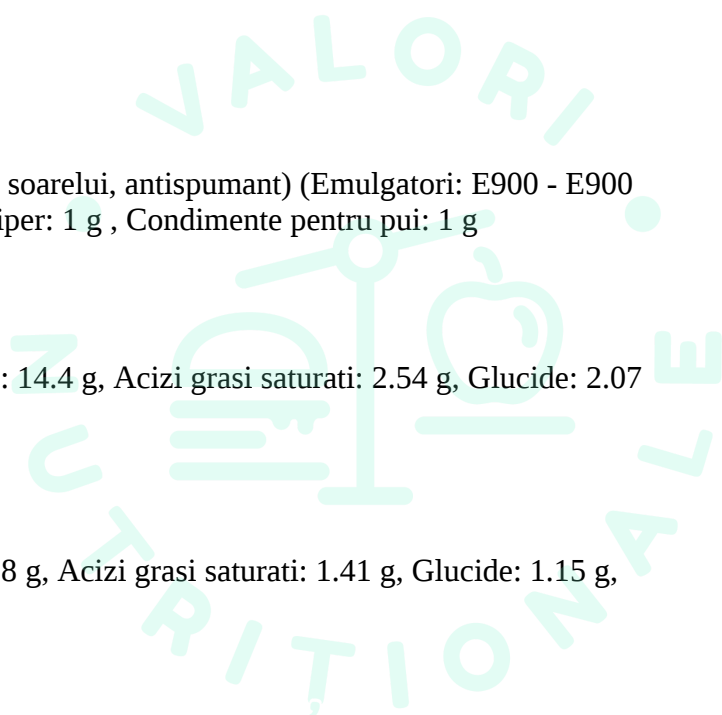 VALORI
soarelui, antispumant) (Emulgatori: E900 - E900
iper: 1 g , Condimente pentru pui: 1 g
: 14.4 g, Acizi grasi saturati: 2.54 g, Glucide: 2.07
8 g, Acizi grasi saturati: 1.41 g, Glucide: 1.15 g,
NUTRIȚIONALE